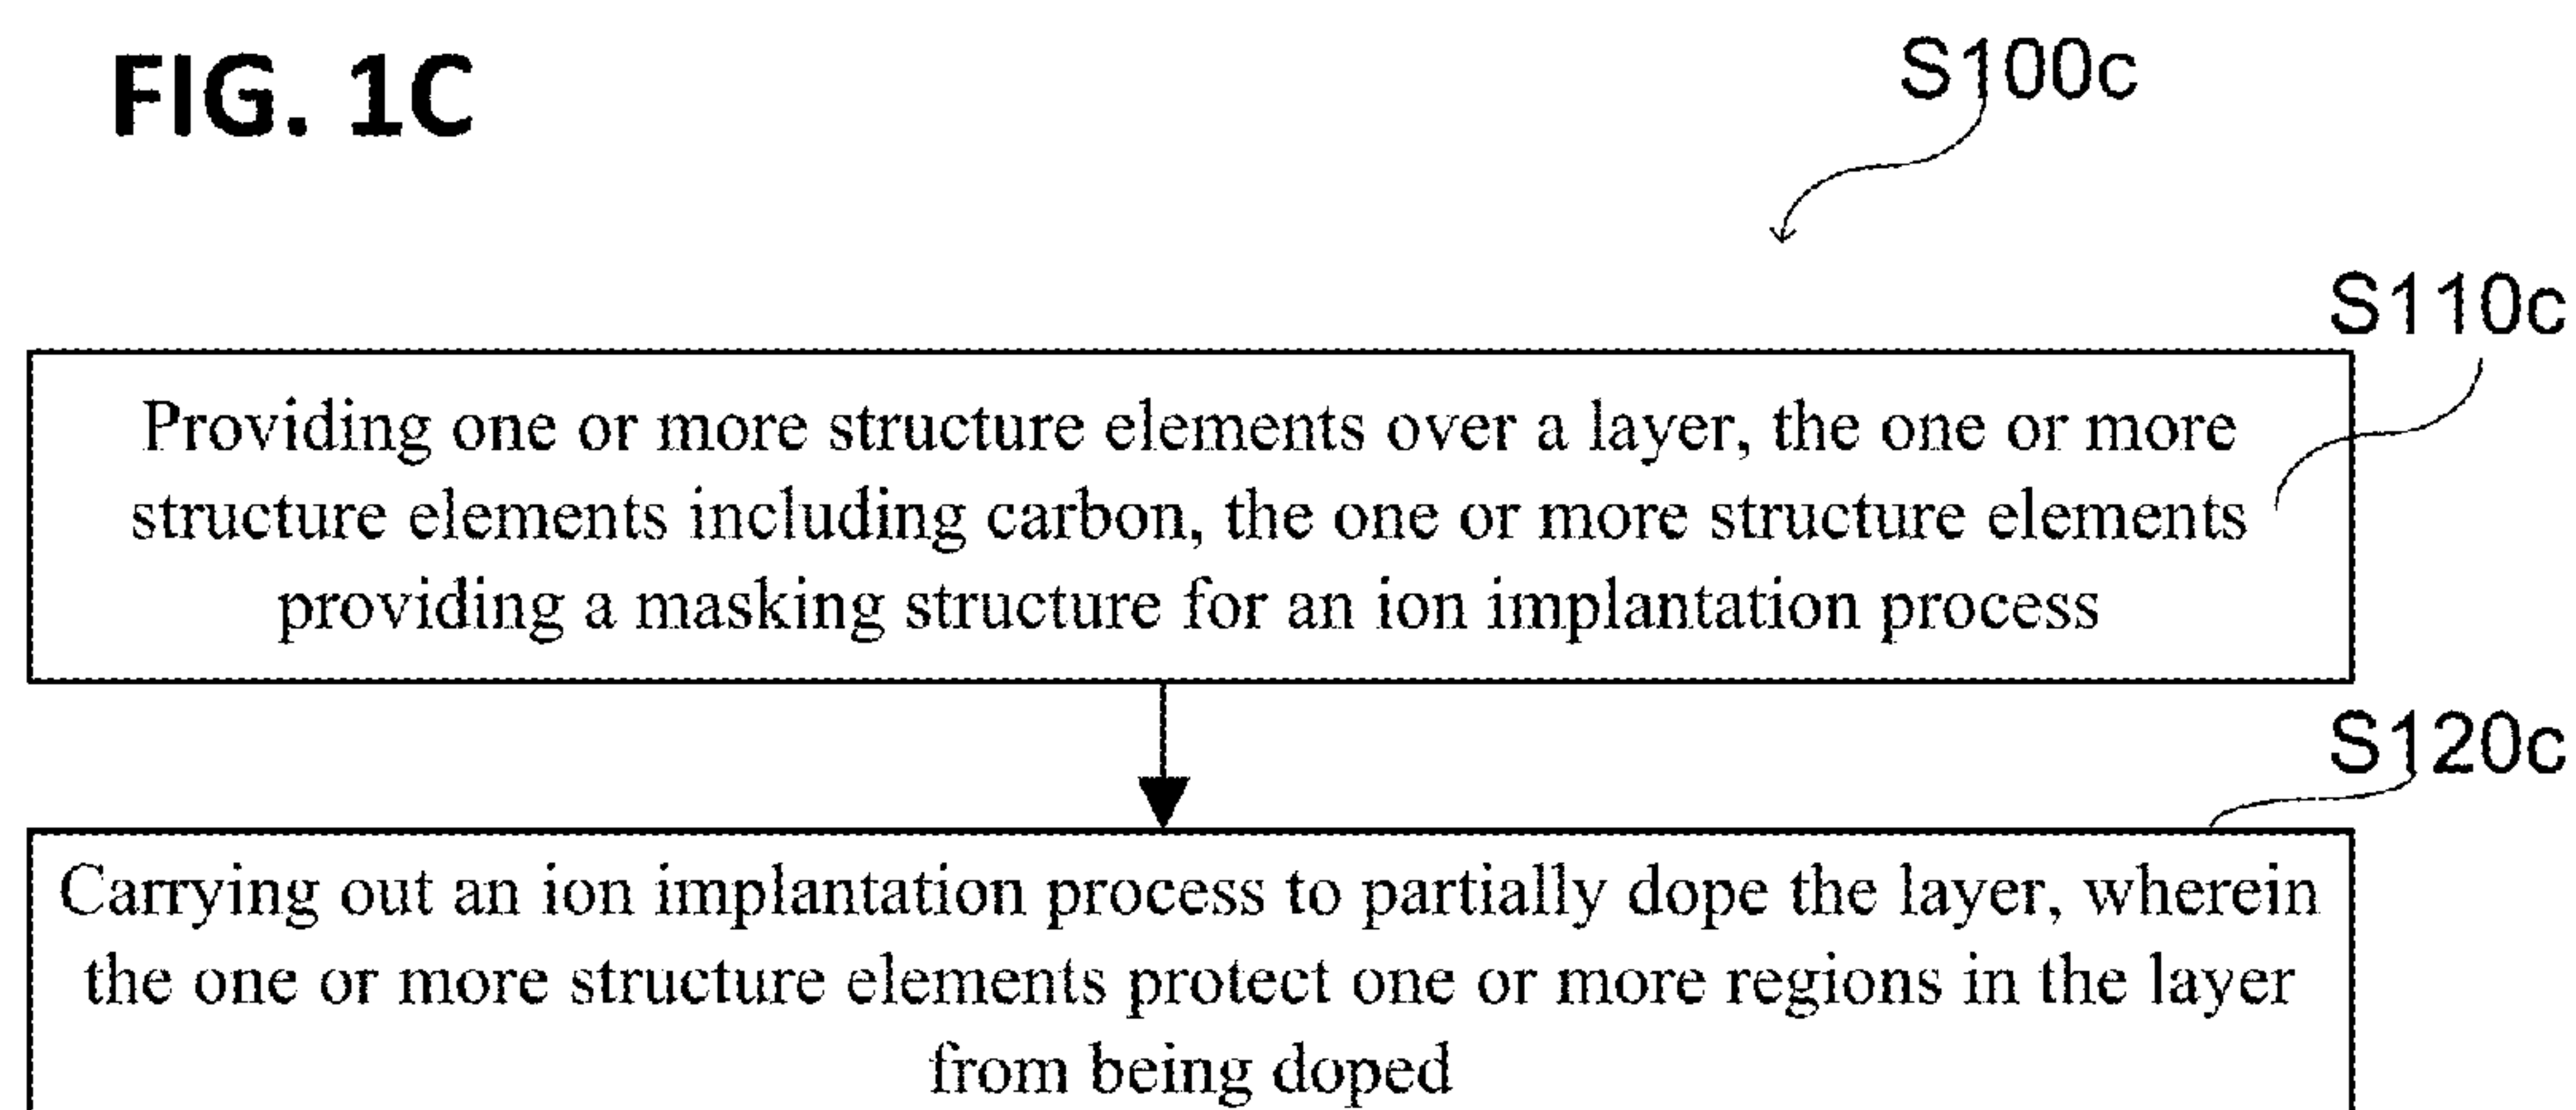 FIG. 1C
S100c
S110c
Providing one or more structure elements over a layer, the one or more
structure elements including carbon, the one or more structure elements
providing a masking structure for an ion implantation process
S120c
Carrying out an ion implantation process to partially dope the layer, wherein
the one or more structure elements protect one or more regions in the layer
from being doped